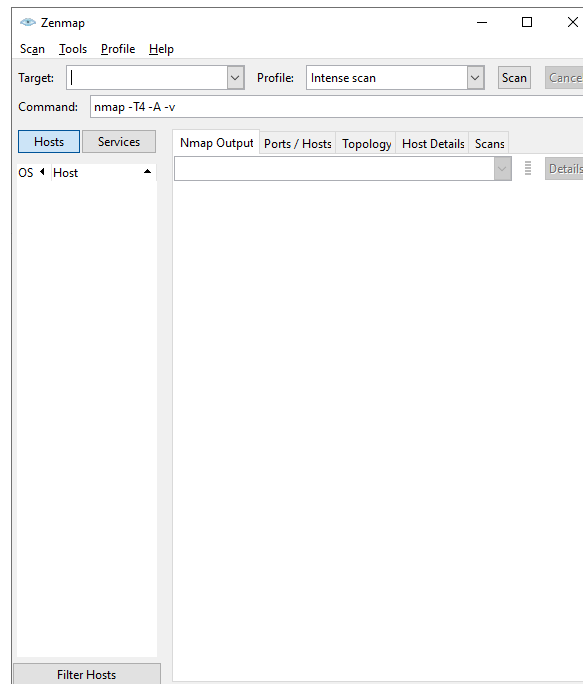 Zenmap
Scan Tools Profile Help
Target: Profile: Intense scan Scan Cance
Command: nmap -T4 -A -v
Hosts Services Nmap Output Ports / Hosts Topology Host Details Scans
OS Host Details
Filter Hosts